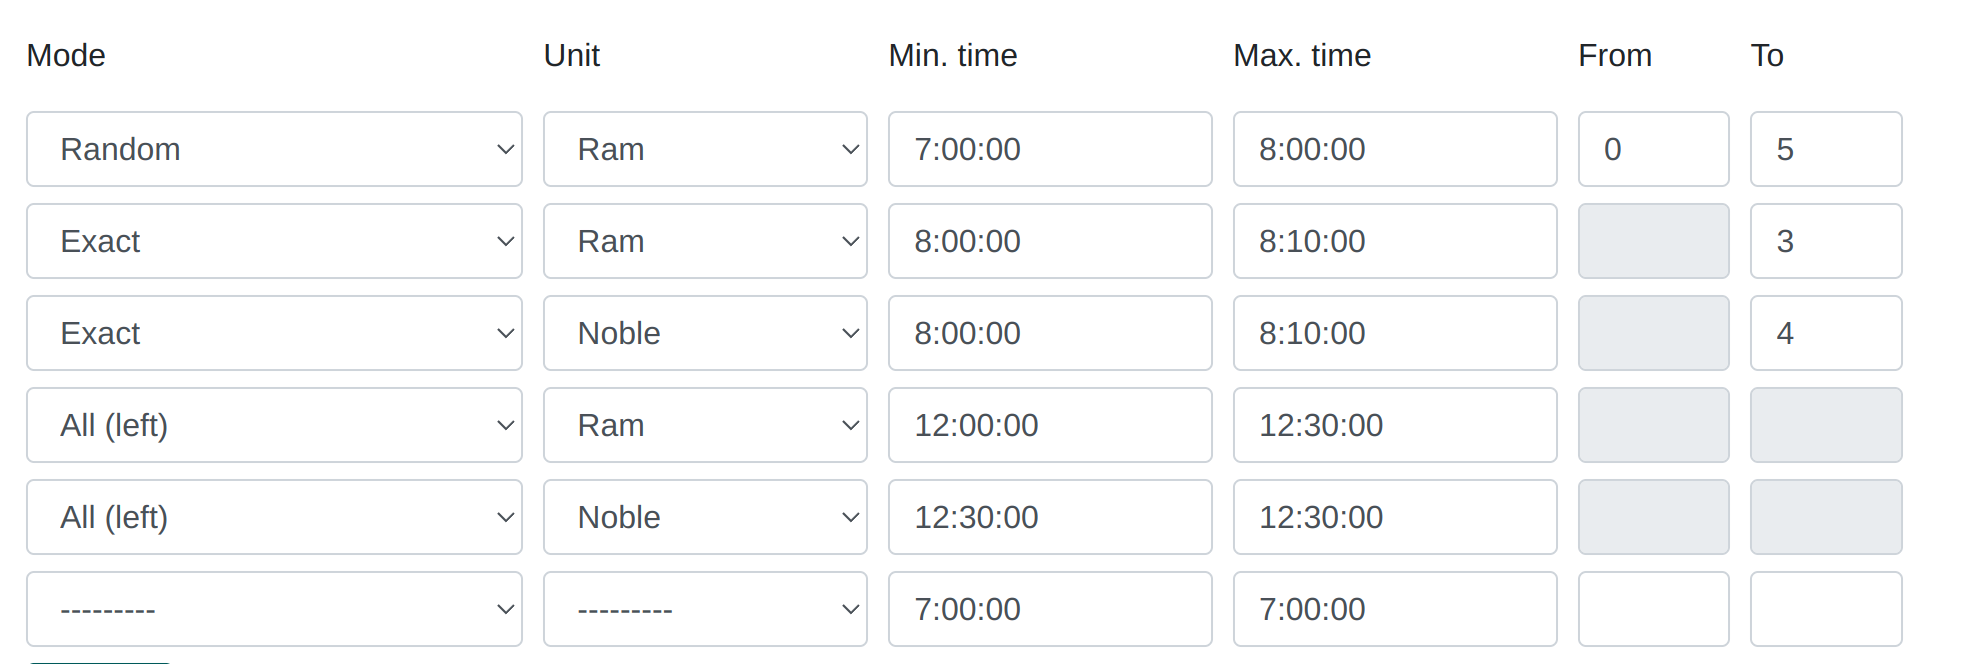 Mode Unit Min. time Max. time From To
Random Ram 7:00:00 8:00:00 0 5
Exact Ram 8:00:00 8:10:00 3
Exact Noble 8:00:00 8:10:00 4
All (left) Ram 12:00:00 12:30:00
All (left) Noble 12:30:00 12:30:00
--------- --------- 7:00:00 7:00:00